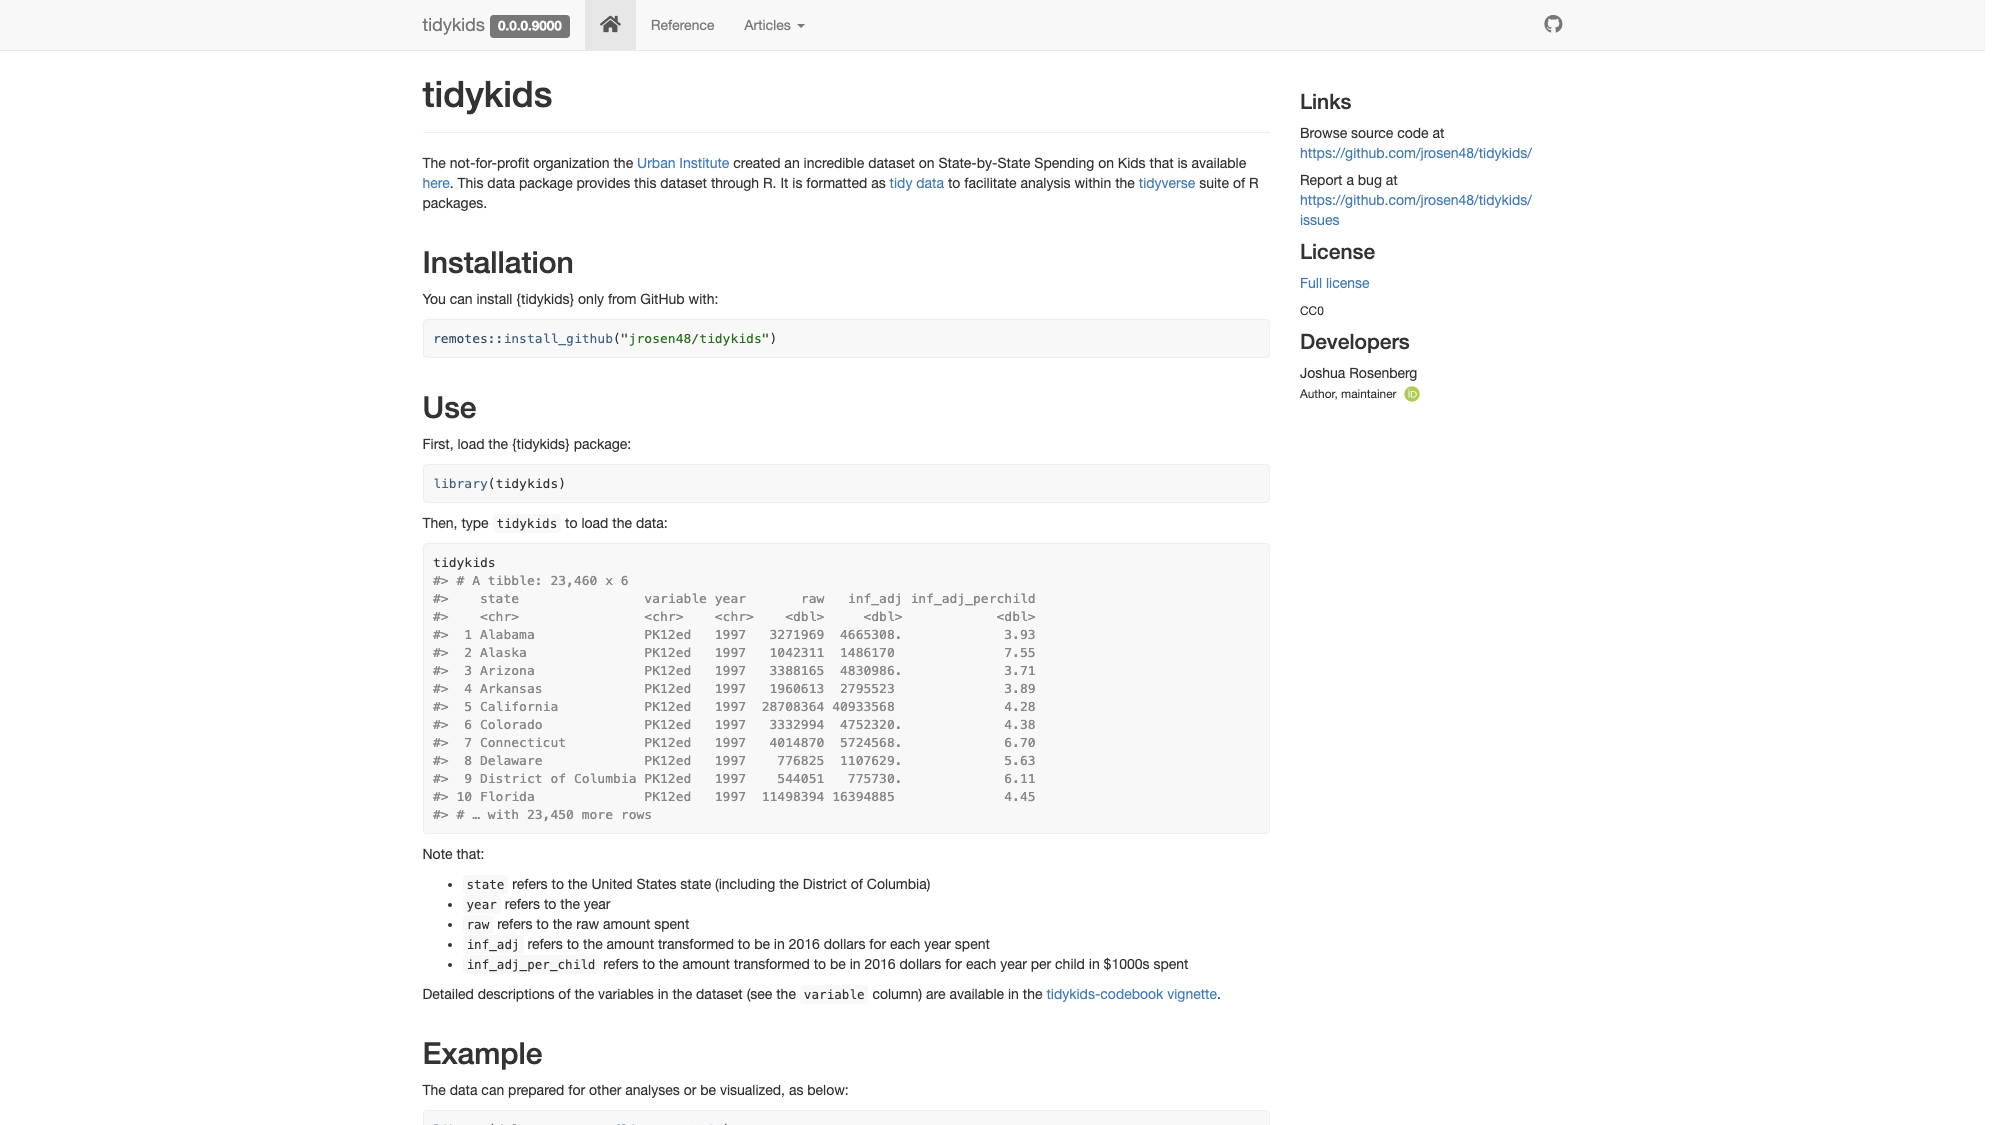 tidykids 0.0.0.9000 Reference Articles
tidykids
The not-for-profit organization the Urban Institute created an incredible dataset on State-by-State Spending on Kids that is available
here. This data package provides this dataset through R. It is formatted as tidy data to facilitate analysis within the tidyverse suite of R
packages.
Installation
You can install {tidykids} only from GitHub with:
remotes::install_github("jrosen48/tidykids")
Use
First, load the {tidykids} package:
library(tidykids)
Then, type tidykids to load the data:
tidykids
#> # A tibble: 23,460 x 6
#>    state                variable year       raw   inf_adj inf_adj_perchild
#>    <chr>                <chr>    <chr>    <dbl>     <dbl>            <dbl>
#>  1 Alabama              PK12ed   1997   3271969  4665308.             3.93
#>  2 Alaska               PK12ed   1997   1042311  1486170              7.55
#>  3 Arizona              PK12ed   1997   3388165  4830986.             3.71
#>  4 Arkansas             PK12ed   1997   1960613  2795523              3.89
#>  5 California           PK12ed   1997  28708364 40933568              4.28
#>  6 Colorado             PK12ed   1997   3332994  4752320.             4.38
#>  7 Connecticut          PK12ed   1997   4014870  5724568.             6.70
#>  8 Delaware             PK12ed   1997    776825  1107629.             5.63
#>  9 District of Columbia PK12ed   1997    544051   775730.             6.11
#> 10 Florida              PK12ed   1997  11498394 16394885              4.45
#> # … with 23,450 more rows
Note that:
• state refers to the United States state (including the District of Columbia)
• year refers to the year
• raw refers to the raw amount spent
• inf_adj refers to the amount transformed to be in 2016 dollars for each year spent
• inf_adj_per_child refers to the amount transformed to be in 2016 dollars for each year per child in $1000s spent
Detailed descriptions of the variables in the dataset (see the variable column) are available in the tidykids-codebook vignette.
Example
The data can prepared for other analyses or be visualized, as below:
Links
Browse source code at
https://github.com/jrosen48/tidykids/
Report a bug at
https://github.com/jrosen48/tidykids/
issues
License
Full license
CC0
Developers
Joshua Rosenberg
Author, maintainer iD